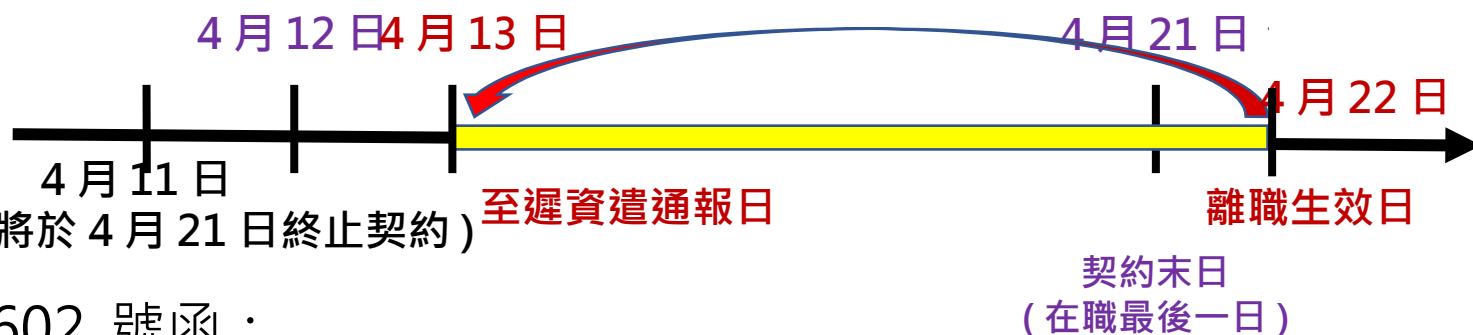 4 月 12 日
4 月 13 日
4 月 21 日
4 月 22 日
4 月 11 日
將於 4 月 21 日終止契約 )
至遲資遣通報日
離職生效日
契約末日
( 在職最後一日 )
602 號函：